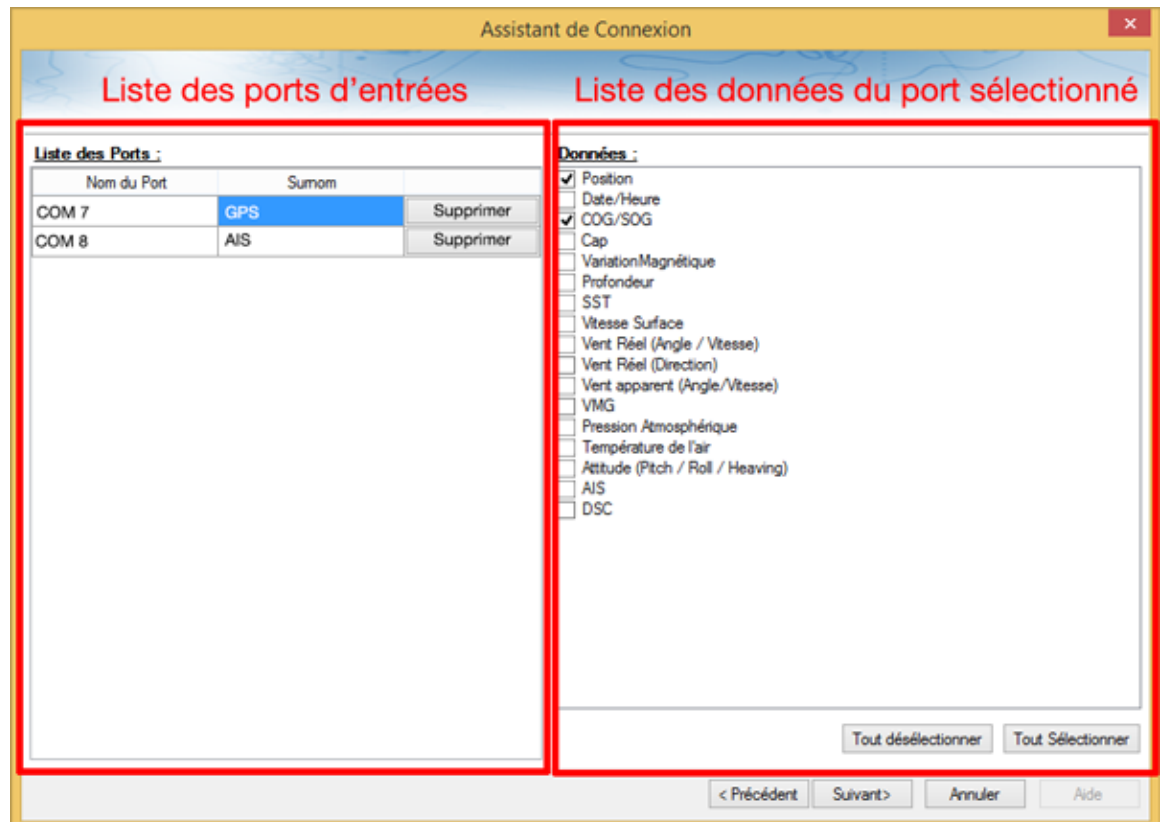 Assistant de Connexion
Liste des ports d'entrées
Liste des données du port sélectionné
Liste des Ports :
Nom du Port Surnom
COM 7 GPS Supprimer
COM 8 AIS Supprimer
Données :
Position
Date/Heure
COG/SOG
Cap
VariationMagnétique
Profondeur
SST
Vitesse Surface
Vent Réel (Angle / Vitesse)
Vent Réel (Direction)
Vent apparent (Angle/Vitesse)
VMG
Pression Atmosphérique
Température de l'air
Attitude (Pitch / Roll / Heaving)
AIS
DSC
Tout désélectionner Tout Sélectionner
< Précédent Suivant> Annuler Aide